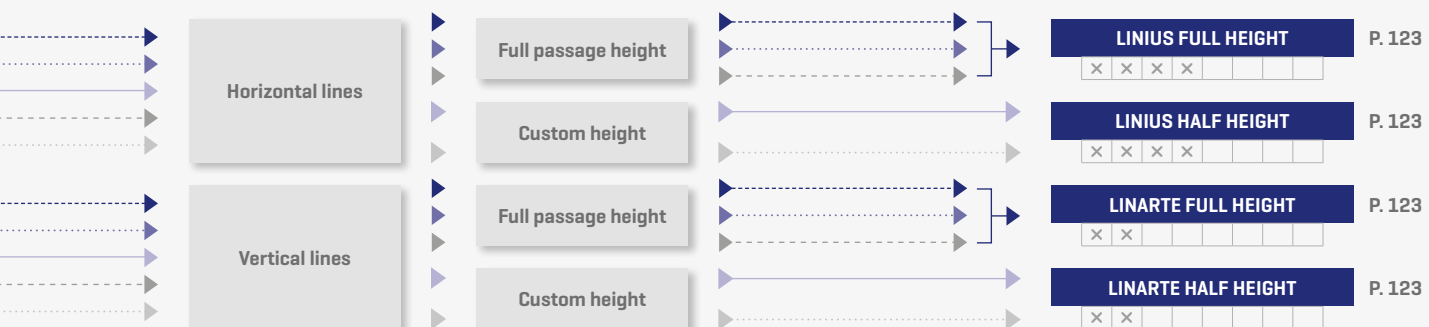 Horizontal lines
Full passage height
LINIUS FULL HEIGHT
P. 123
× × × ×
Custom height
LINIUS HALF HEIGHT
P. 123
× × × ×
Vertical lines
Full passage height
LINARTE FULL HEIGHT
P. 123
× ×
Custom height
LINARTE HALF HEIGHT
P. 123
× ×